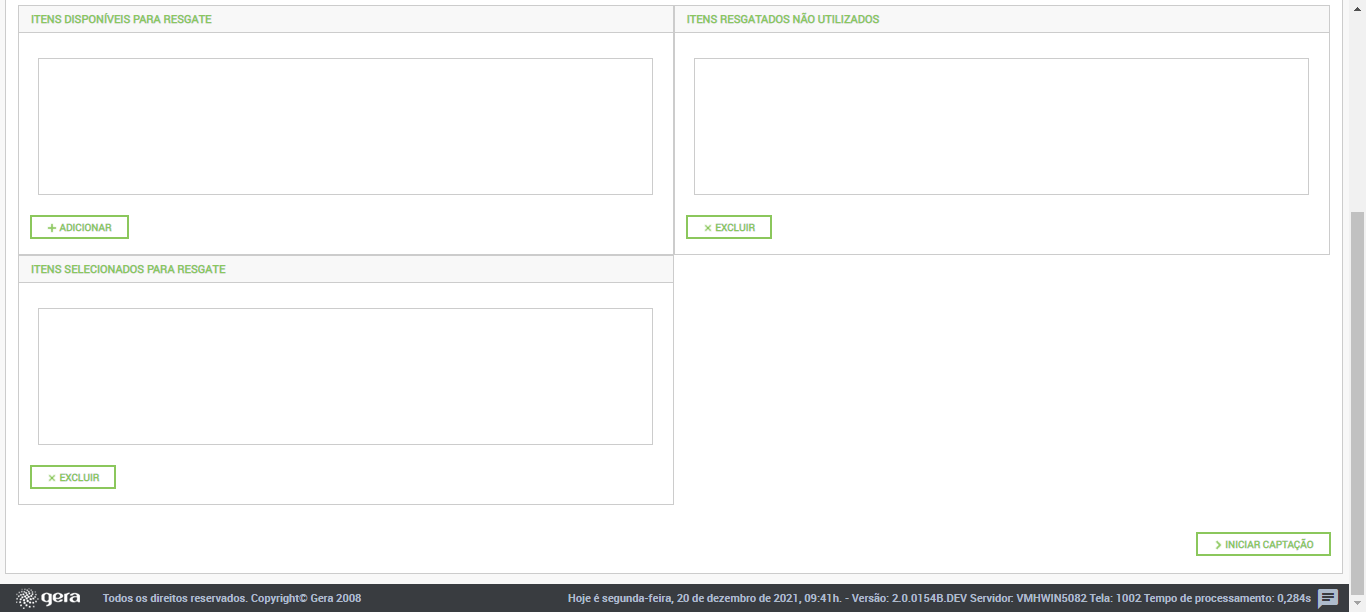 ITENS DISPONÍVEIS PARA RESGATE
ITENS RESGATADOS NÃO UTILIZADOS
+ ADICIONAR
× EXCLUIR
ITENS SELECIONADOS PARA RESGATE
× EXCLUIR
> INICIAR CAPTAÇÃO
gera
Todos os direitos reservados. Copyright© Gera 2008
Hoje é segunda-feira, 20 de dezembro de 2021, 09:41h. - Versão: 2.0.0154B.DEV Servidor: VMHWIN5082 Tela: 1002 Tempo de processamento: 0,284s